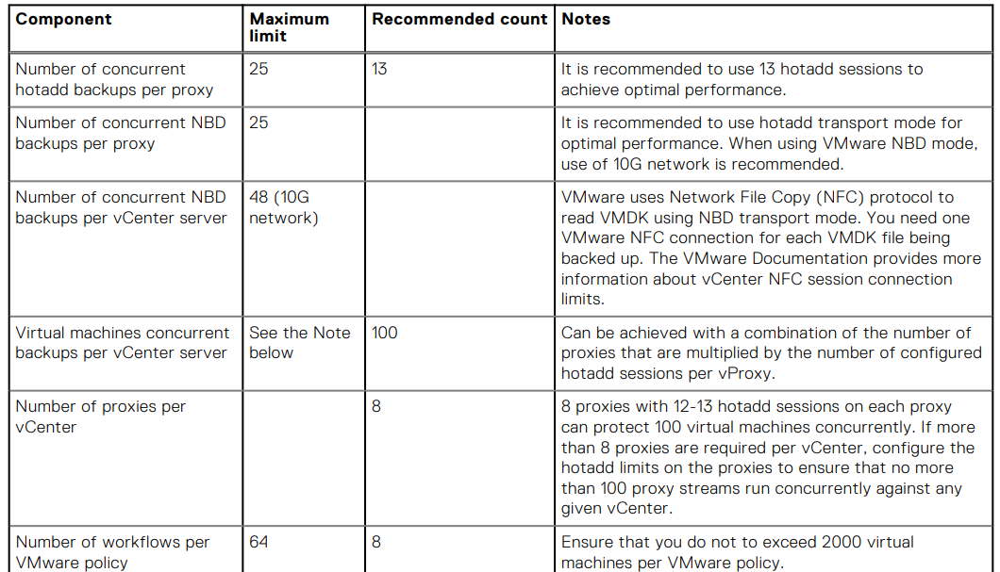 Component
Maximum
limit
Recommended count
Notes
Number of concurrent
hotadd backups per proxy
25
13
It is recommended to use 13 hotadd sessions to
achieve optimal performance.
Number of concurrent NBD
backups per proxy
25
It is recommended to use hotadd transport mode for
optimal performance. When using VMware NBD mode,
use of 10G network is recommended.
Number of concurrent NBD
backups per vCenter server
48 (10G
network)
VMware uses Network File Copy (NFC) protocol to
read VMDK using NBD transport mode. You need one
VMware NFC connection for each VMDK file being
backed up. The VMware Documentation provides more
information about vCenter NFC session connection
limits.
Virtual machines concurrent
backups per vCenter server
See the Note
below
100
Can be achieved with a combination of the number of
proxies that are multiplied by the number of configured
hotadd sessions per vProxy.
Number of proxies per
vCenter
8
8 proxies with 12-13 hotadd sessions on each proxy
can protect 100 virtual machines concurrently. If more
than 8 proxies are required per vCenter, configure the
hotadd limits on the proxies to ensure that no more
than 100 proxy streams run concurrently against any
given vCenter.
Number of workflows per
VMware policy
64
8
Ensure that you do not to exceed 2000 virtual
machines per VMware policy.